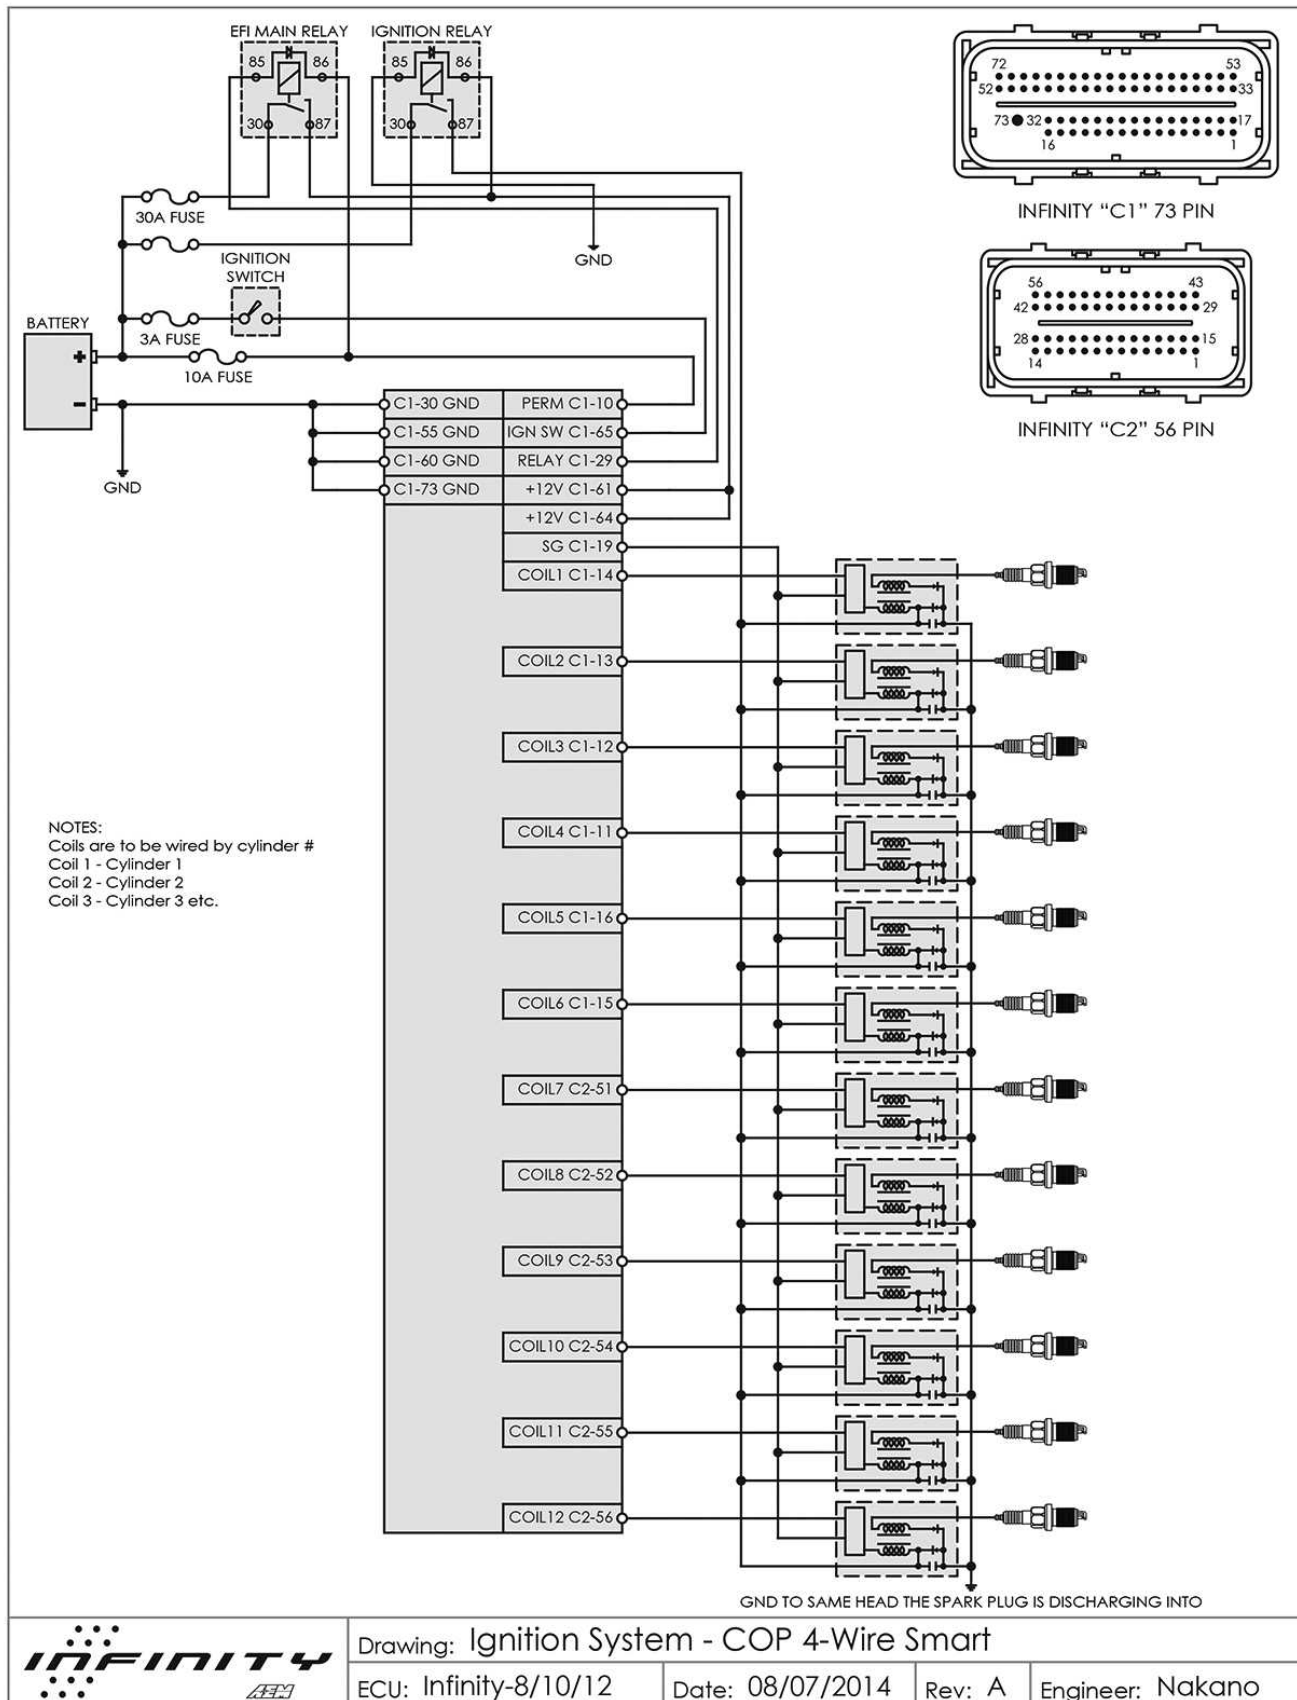 EFI MAIN RELAY
IGNITION RELAY
85
86
85
86
30
87
30
87
72
53
52
33
73
32
17
16
1
INFINITY “C1” 73 PIN
30A FUSE
IGNITION
SWITCH
GND
56
43
42
29
28
15
14
1
INFINITY “C2” 56 PIN
BATTERY
+
-
3A FUSE
10A FUSE
GND
C1-30 GND
PERM C1-10
C1-55 GND
IGN SW C1-65
C1-60 GND
RELAY C1-29
C1-73 GND
+12V C1-61
+12V C1-64
SG C1-19
COIL1 C1-14
COIL2 C1-13
COIL3 C1-12
COIL4 C1-11
COIL5 C1-16
COIL6 C1-15
COIL7 C2-51
COIL8 C2-52
COIL9 C2-53
COIL10 C2-54
COIL11 C2-55
COIL12 C2-56
NOTES:
Coils are to be wired by cylinder #
Coil 1 - Cylinder 1
Coil 2 - Cylinder 2
Coil 3 - Cylinder 3 etc.
GND TO SAME HEAD THE SPARK PLUG IS DISCHARGING INTO
INFINITY
AEM
Drawing: Ignition System - COP 4-Wire Smart
ECU: Infinity-8/10/12
Date: 08/07/2014
Rev: A
Engineer: Nakano